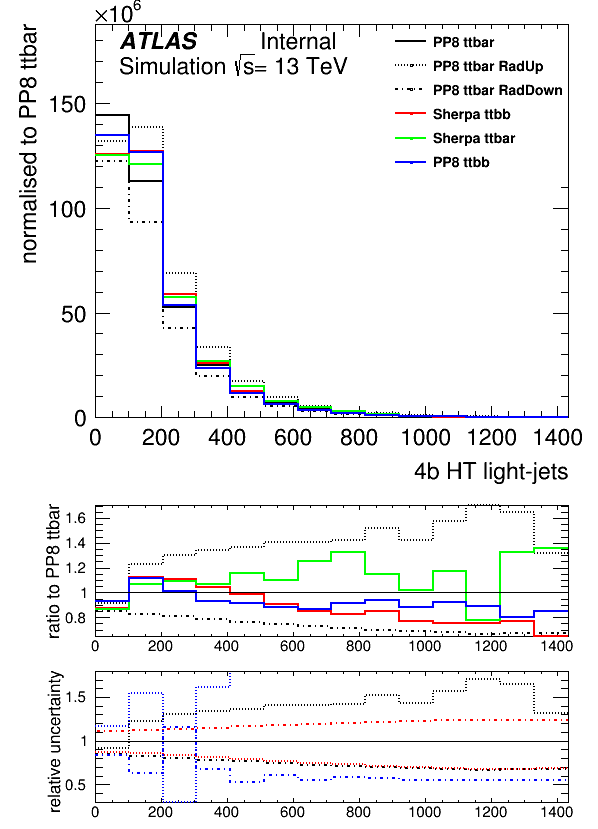 ×10⁶
normalised to PP8 ttbar
ATLAS Internal
Simulation √s= 13 TeV
PP8 ttbar
PP8 ttbar RadUp
PP8 ttbar RadDown
Sherpa ttbb
Sherpa ttbar
PP8 ttbb
150
100
50
0
0 200 400 600 800 1000 1200 1400
4b HT light-jets
ratio to PP8 ttbar
1.6
1.4
1.2
1
0.8
0 200 400 600 800 1000 1200 1400
relative uncertainty
1.5
1
0.5
0 200 400 600 800 1000 1200 1400